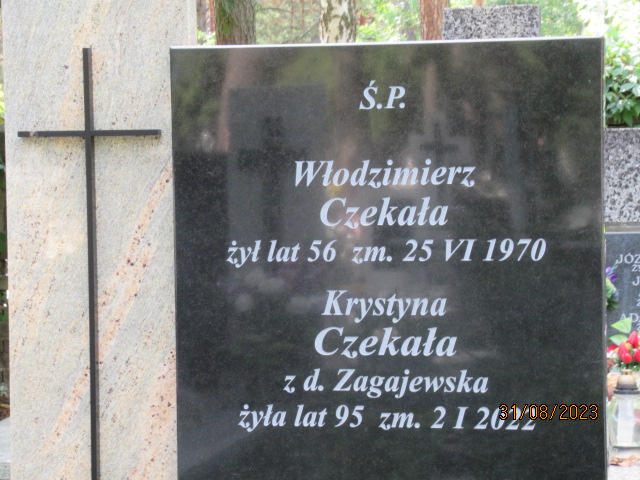 Ś.P.
Włodzimierz
Czekała
żył lat 56 zm. 25 VI 1970
Krystyna
Czekała
z d. Zagajewska
żyła lat 95 zm. 2 I 2022
31/08/2023